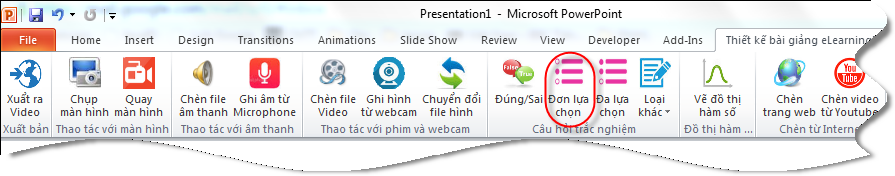 Presentation1 - Microsoft PowerPoint
File Home Insert Design Transitions Animations Slide Show Review View Developer Add-Ins Thiết kế bài giảng eLearning
Xuất ra Video
Chụp màn hình
Quay màn hình
Chèn file âm thanh
Ghi âm từ Microphone
Chèn file Video
Ghi hình từ webcam
Chuyển đổi file hình
False
True
Đúng/Sai
Đơn lựa chọn
Đa lựa chọn
Loại khác
Vẽ đồ thị hàm số
Chèn trang web
You Tube
Chèn video từ Youtube
Xuất bản Thao tác với màn hình Thao tác với âm thanh Thao tác với phim và webcam Câu hỏi trắc nghiệm Đồ thị hàm ... Chèn từ Internet